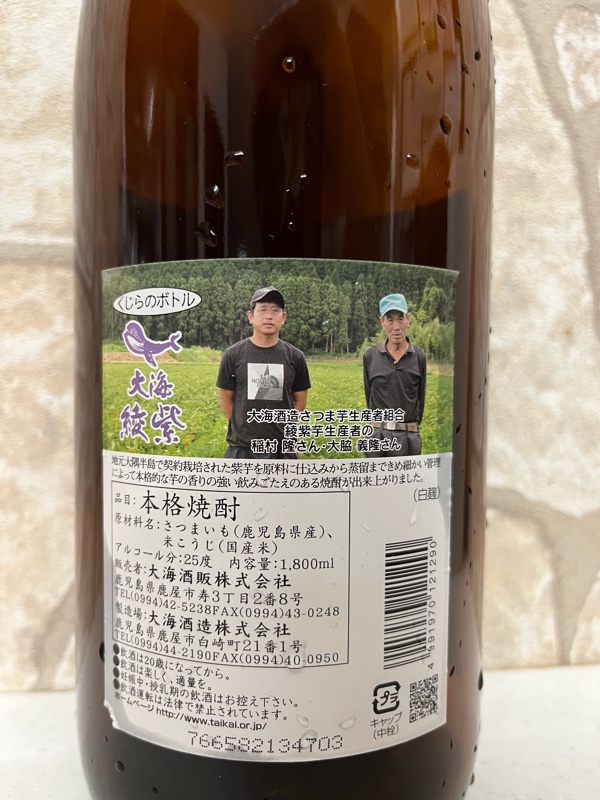 くじらのボトル
大海
綾紫
大海酒造さつま芋生産者組合
綾紫芋生産者の
稲村 隆さん・大脇 義隆さん
地元大隅半島で契約栽培された紫芋を原料に仕込みから蒸留まできめ細かい管理
によって本格的な芋の香りの強い飲みごたえのある焼酎が出来上がりました。
(白麹)
品目:本格焼酎
原材料名:さつまいも(鹿児島県産)、
米こうじ(国産米)
アルコール分:25度 内容量:1,800ml
販売者:大海酒販株式会社
鹿児島県鹿屋市寿3丁目2番8号
TEL(0994)42-5238FAX(0994)43-0248
製造場:大海酒造株式会社
鹿児島県鹿屋市白崎町21番1号
TEL(0994)44-2190FAX(0994)40-0950
●飲酒は20歳になってから。
●飲酒は楽しく、適量を。
●妊娠中・授乳期の飲酒はお控え下さい。
●飲酒運転は法律で禁止されています。
ホームページ http://www.taikai.or.jp/
4 991970 121290
プラ
キャップ
(中栓)
766582134703